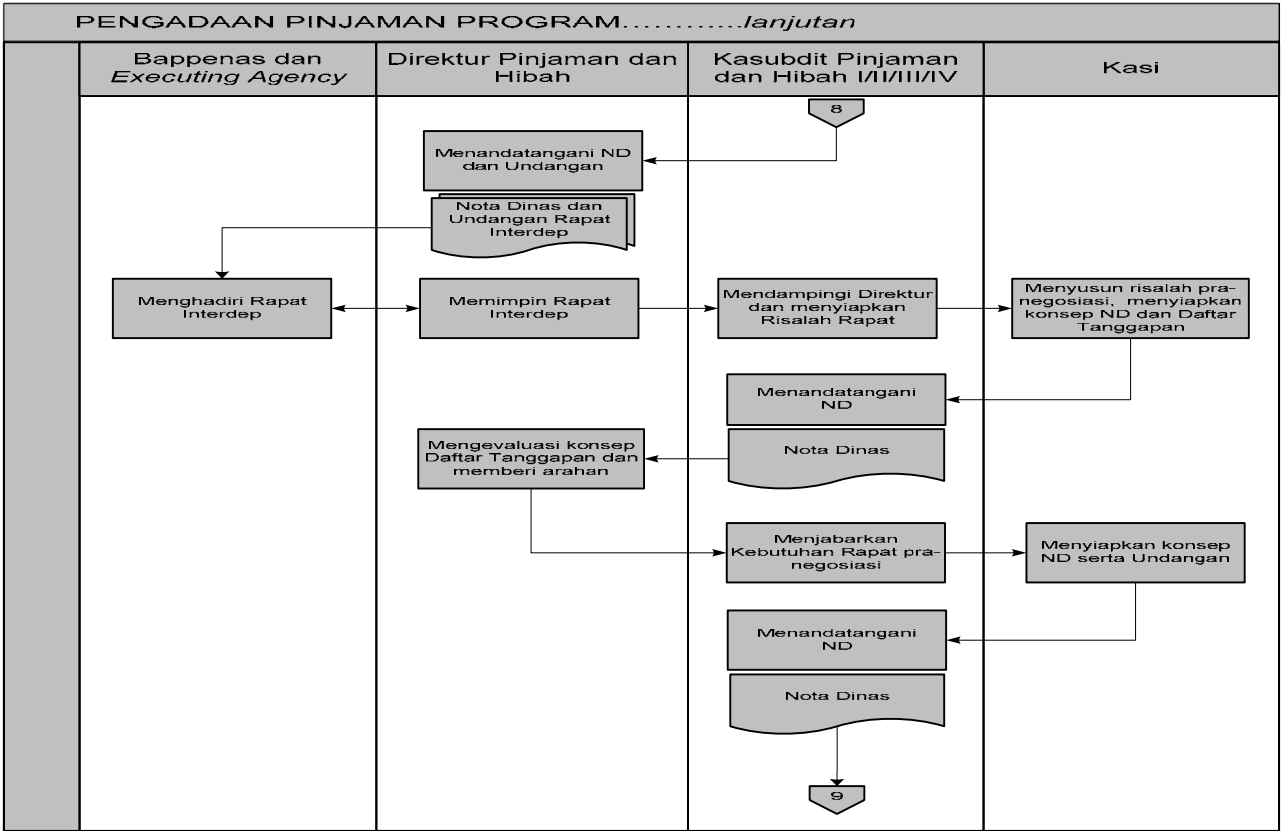 PENGADAAN PINJAMAN PROGRAM............lanjutan
Bappenas dan
Executing Agency
Direktur Pinjaman dan
Hibah
Kasubdit Pinjaman
dan Hibah I/II/III/IV
Kasi
8
Menandatangani ND
dan Undangan
Nota Dinas dan
Undangan Rapat
Interdep
Menghadiri Rapat
Interdep
Memimpin Rapat
Interdep
Mendampingi Direktur
dan menyiapkan
Risalah Rapat
Menyusun risalah pra-
negosiasi, menyiapkan
konsep ND dan Daftar
Tanggapan
Menandatangani
ND
Nota Dinas
Mengevaluasi konsep
Daftar Tanggapan dan
memberi arahan
Menjabarkan
Kebutuhan Rapat pra-
negosiasi
Menyiapkan konsep
ND serta Undangan
Menandatangani
ND
Nota Dinas
9